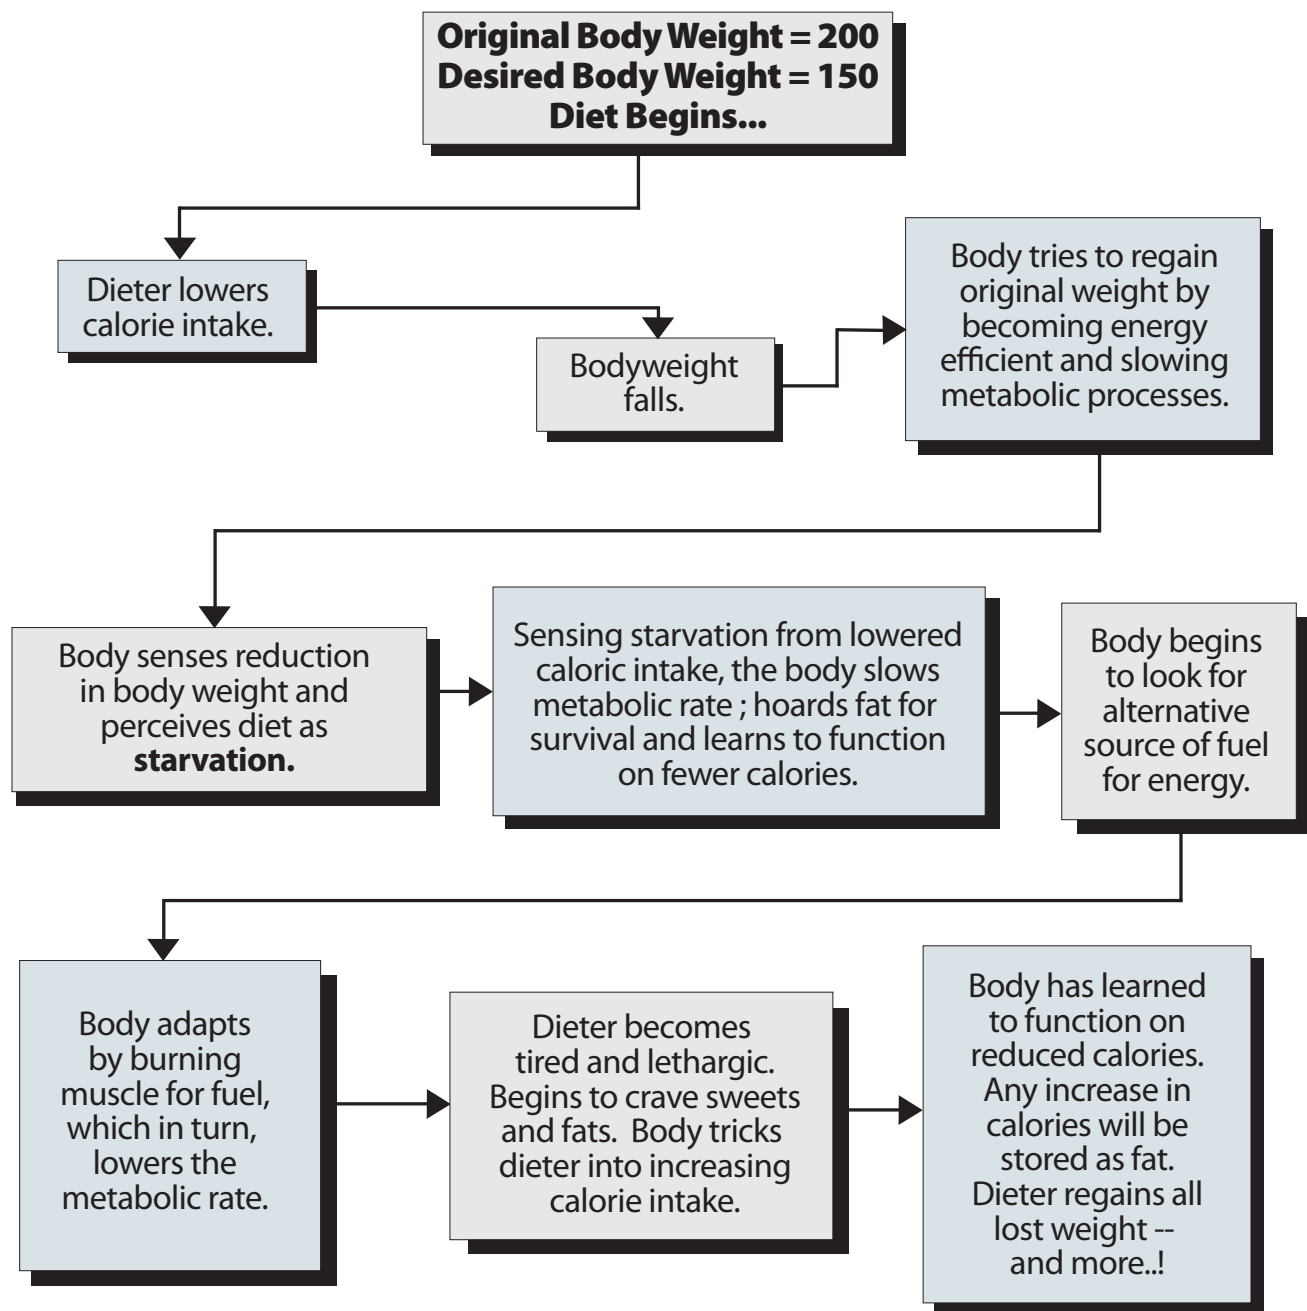 Original Body Weight = 200
Desired Body Weight = 150
Diet Begins...
Dieter lowers
calorie intake.
Bodyweight
falls.
Body tries to regain
original weight by
becoming energy
efficient and slowing
metabolic processes.
Body senses reduction
in body weight and
perceives diet as
starvation.
Sensing starvation from lowered
caloric intake, the body slows
metabolic rate ; hoards fat for
survival and learns to function
on fewer calories.
Body begins
to look for
alternative
source of fuel
for energy.
Body adapts
by burning
muscle for fuel,
which in turn,
lowers the
metabolic rate.
Dieter becomes
tired and lethargic.
Begins to crave sweets
and fats.  Body tricks
dieter into increasing
calorie intake.
Body has learned
to function on
reduced calories.
Any increase in
calories will be
stored as fat.
Dieter regains all
lost weight --
and more..!